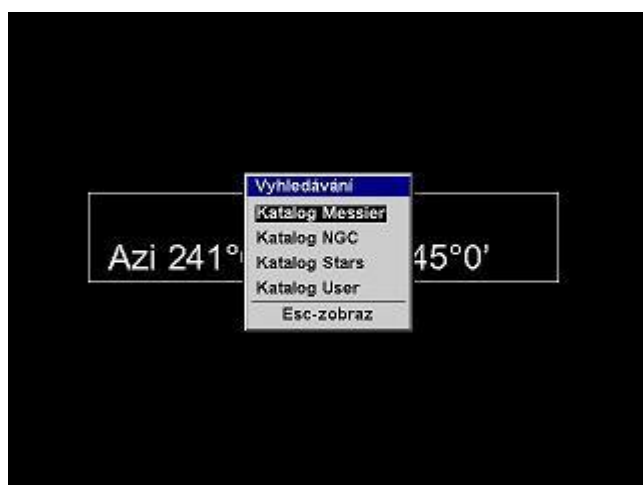 Vyhledávání
Katalog Messier
Katalog NGC
Katalog Stars
Katalog User
Esc-zobraz
Azi 241° 45°0'